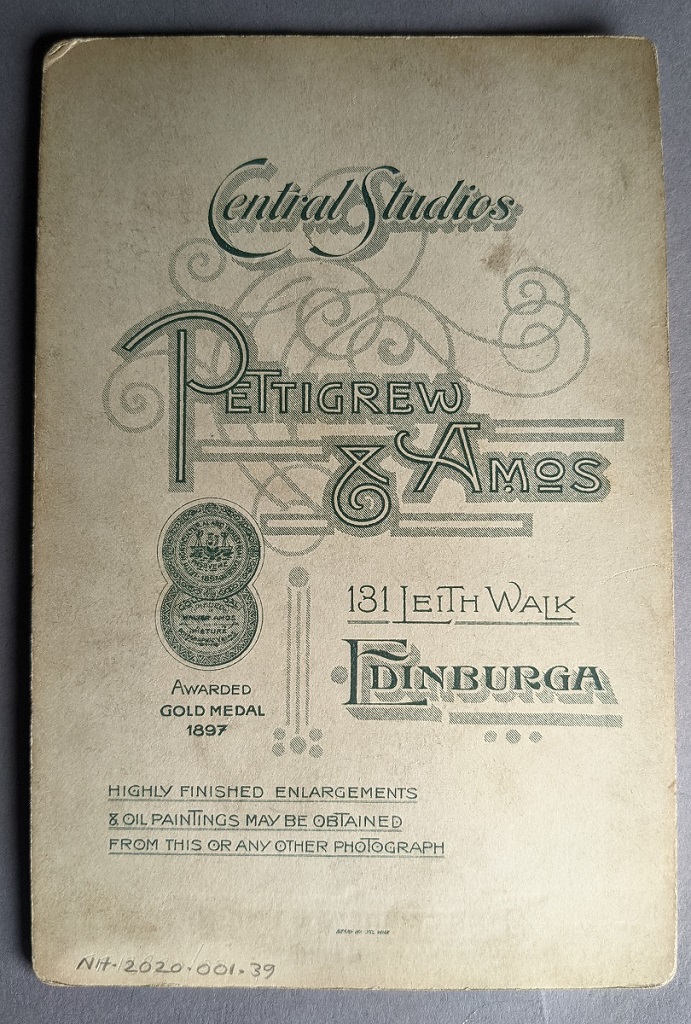 Central Studios
PETTIGREW
& AMOS
131 LEITH WALK
EDINBURGA
AWARDED
GOLD MEDAL
1897
HIGHLY FINISHED ENLARGEMENTS
& OIL PAINTINGS MAY BE OBTAINED
FROM THIS OR ANY OTHER PHOTOGRAPH
NH-2020-001.39